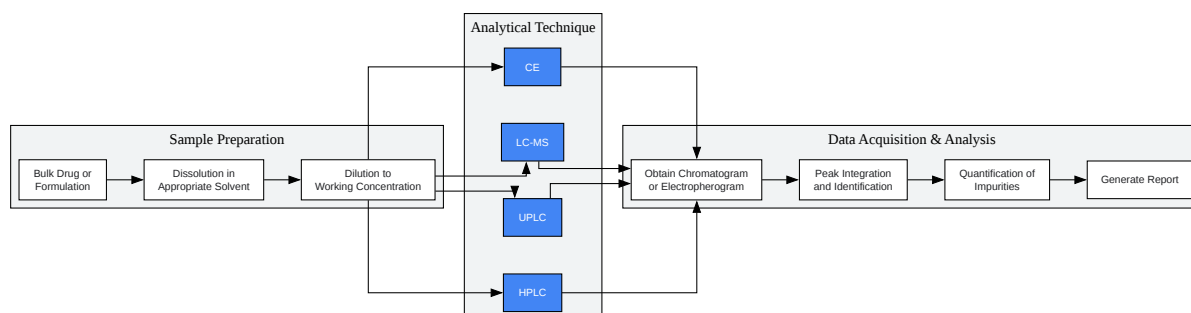 Analytical Technique
CE
LC-MS
UPLC
HPLC
Sample Preparation
Bulk Drug or
Formulation
Dissolution in
Appropriate Solvent
Dilution to
Working Concentration
Data Acquisition & Analysis
Obtain Chromatogram
or Electropherogram
Peak Integration
and Identification
Quantification of
Impurities
Generate Report